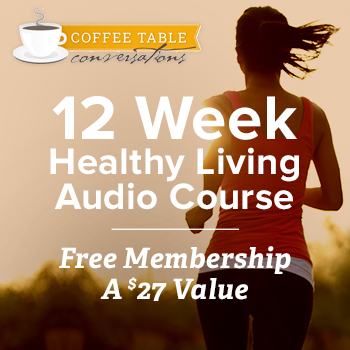 COFFEE TABLE
conversations
12 Week
Healthy Living
Audio Course
Free Membership
A $27 Value